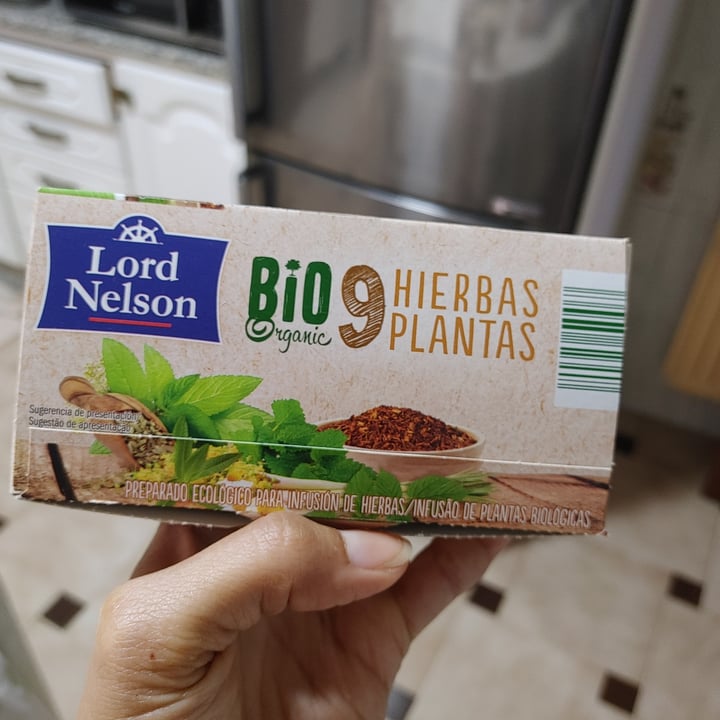 Lord
Nelson
BiO
Organic
9
HIERBAS
PLANTAS
Sugerencia de presentación
Sugestão de apresentação
PREPARADO ECOLÓGICO PARA INFUSIÓN DE HIERBAS/INFUSÃO DE PLANTAS BIOLÓGICAS